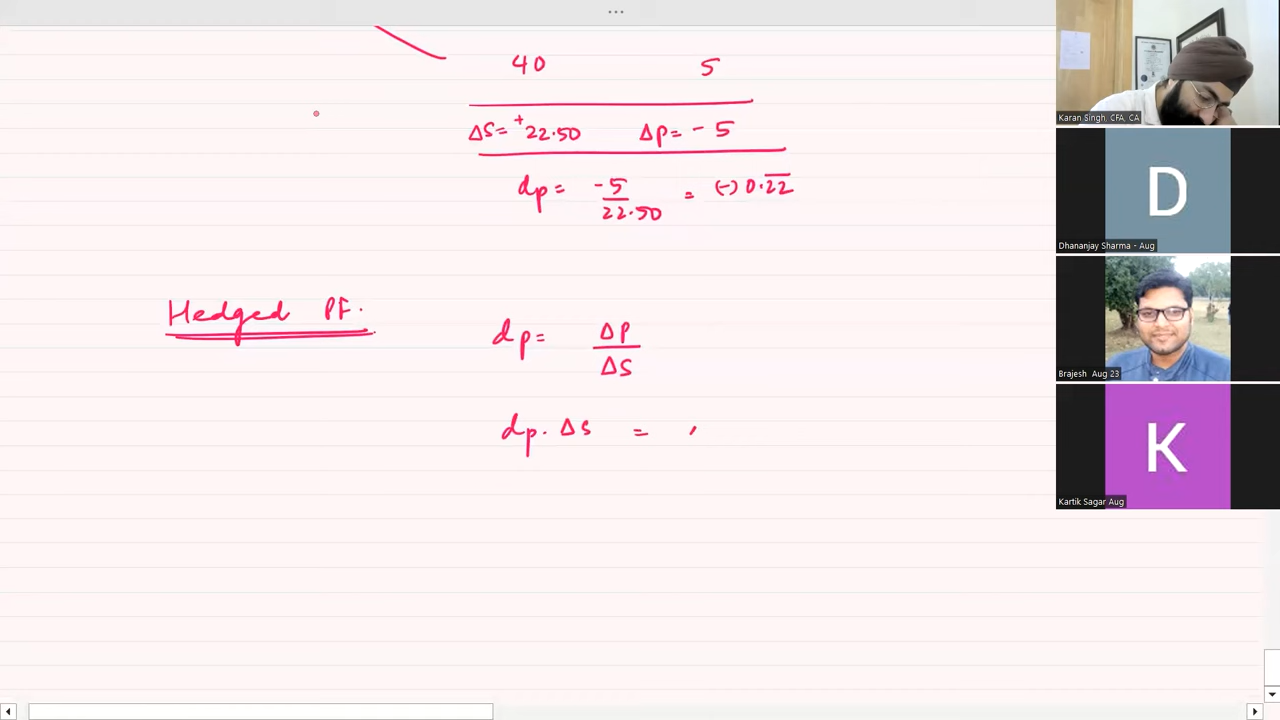 40 5
ΔS= +22.50 Δp= - 5
dp= -5/22.50 = (-) 0.22
Hedged PF.
dp= ΔP/ΔS
dp. ΔS =
Karan Singh, CFA, CA
D
Dhananjay Sharma - Aug
Brajesh Aug 23
K
Kartik Sagar Aug